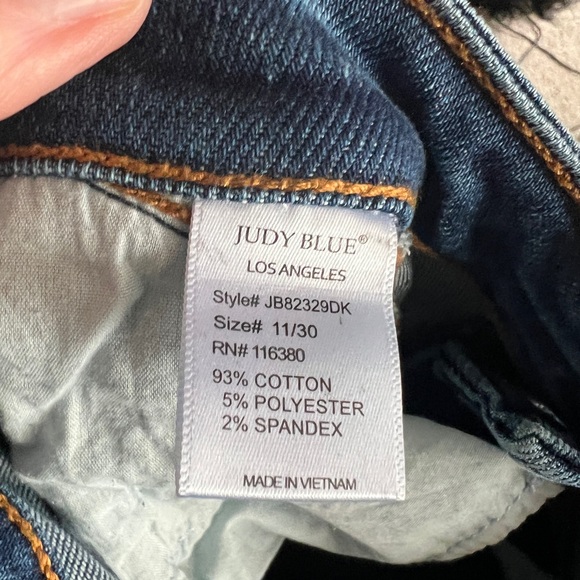 JUDY BLUE®
LOS ANGELES
Style# JB82329DK
Size# 11/30
RN# 116380
93% COTTON
5% POLYESTER
2% SPANDEX
MADE IN VIETNAM